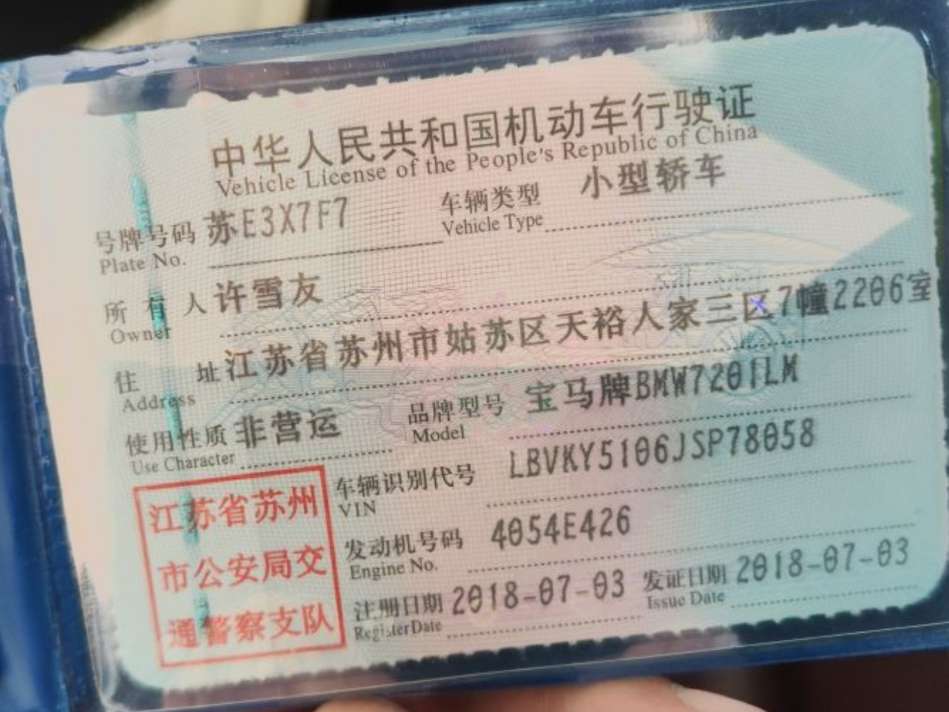 中华人民共和国机动车行驶证
Vehicle License of the People's Republic of China
号牌号码 苏E3X7F7 车辆类型 小型轿车
Plate No. Vehicle Type
所有人 许雪友
Owner
住址 江苏省苏州市姑苏区天裕人家三区7幢2206室
Address
使用性质 非营运 品牌型号 宝马牌BMW7201LM
Use Character Model
车辆识别代号 LBVKY5106JSP78058
VIN
发动机号码 4054E426
Engine No.
注册日期 2018-07-03 发证日期 2018-07-03
Register Date Issue Date
江苏省苏州
市公安局交
通警察支队